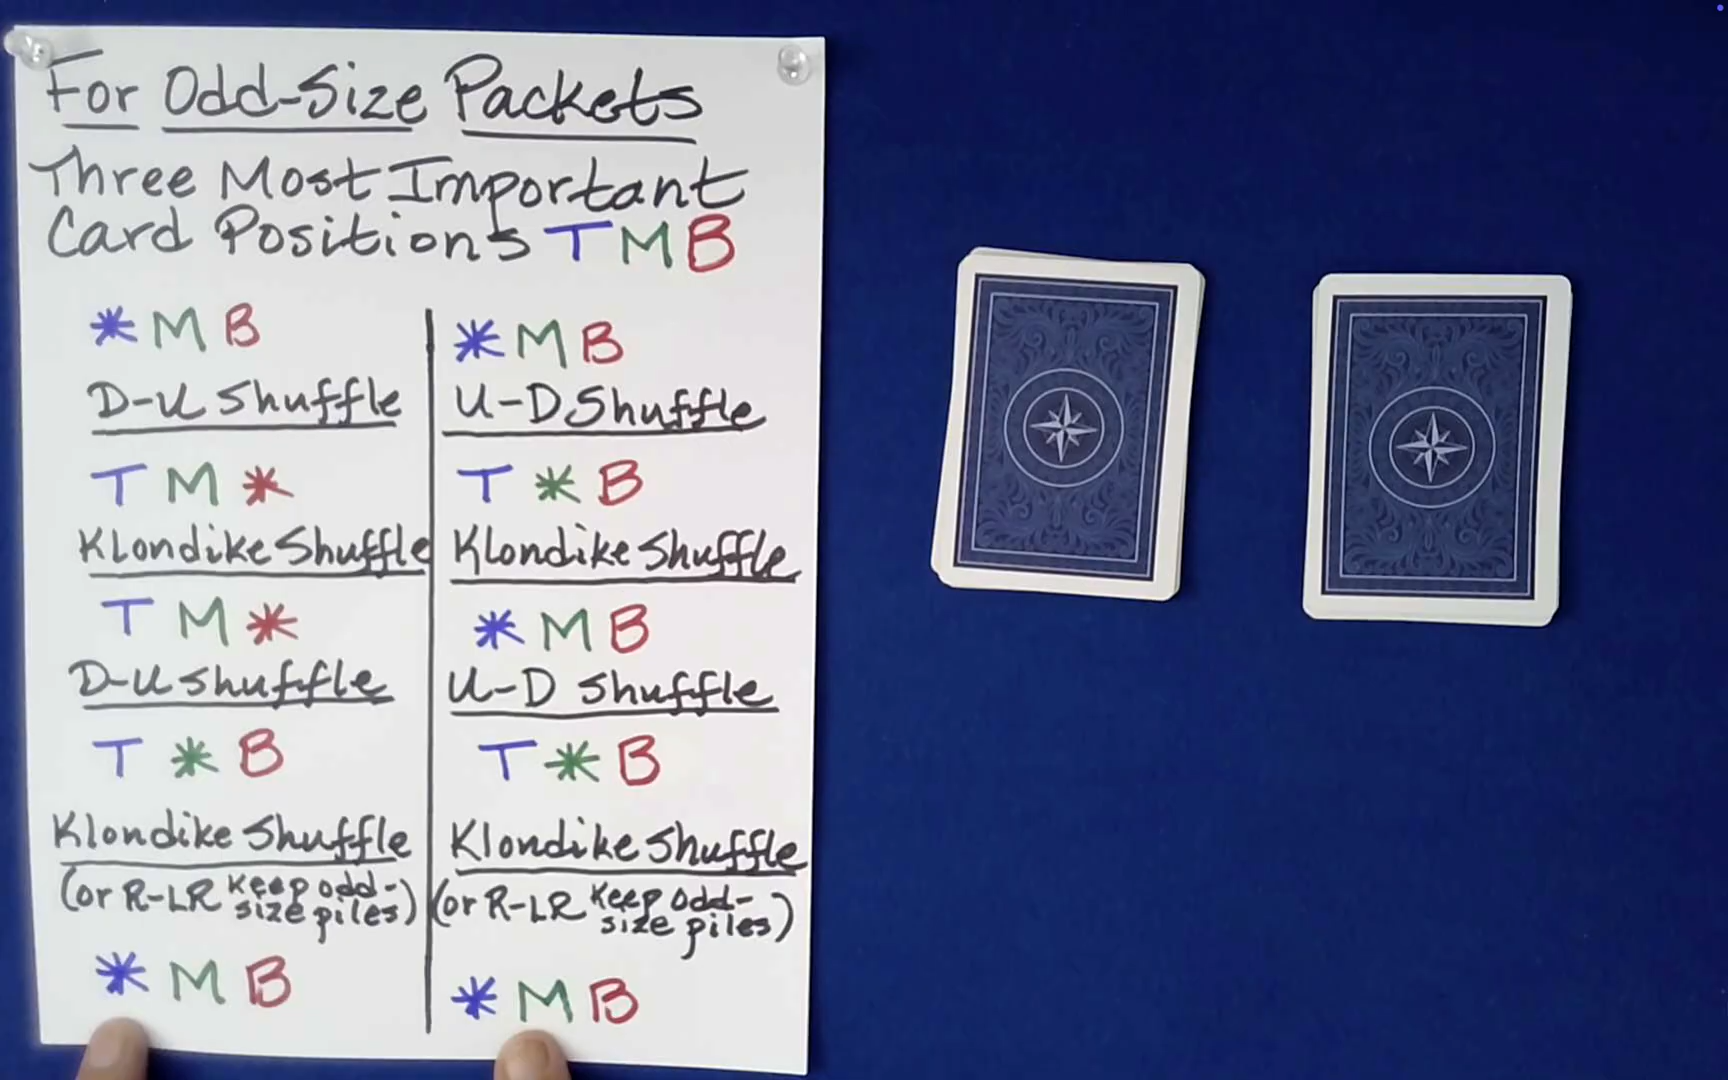 For Odd-Size Packets
Three Most Important
Card Positions T M B
* M B
D-U Shuffle
T M *
Klondike Shuffle
T M *
D-U Shuffle
T * B
Klondike Shuffle
(or R-LR Keep odd-
size piles)
* M B
* M B
U-D Shuffle
T * B
Klondike Shuffle
* M B
U-D Shuffle
T * B
Klondike Shuffle
(or R-LR Keep Odd-
size piles)
* M B